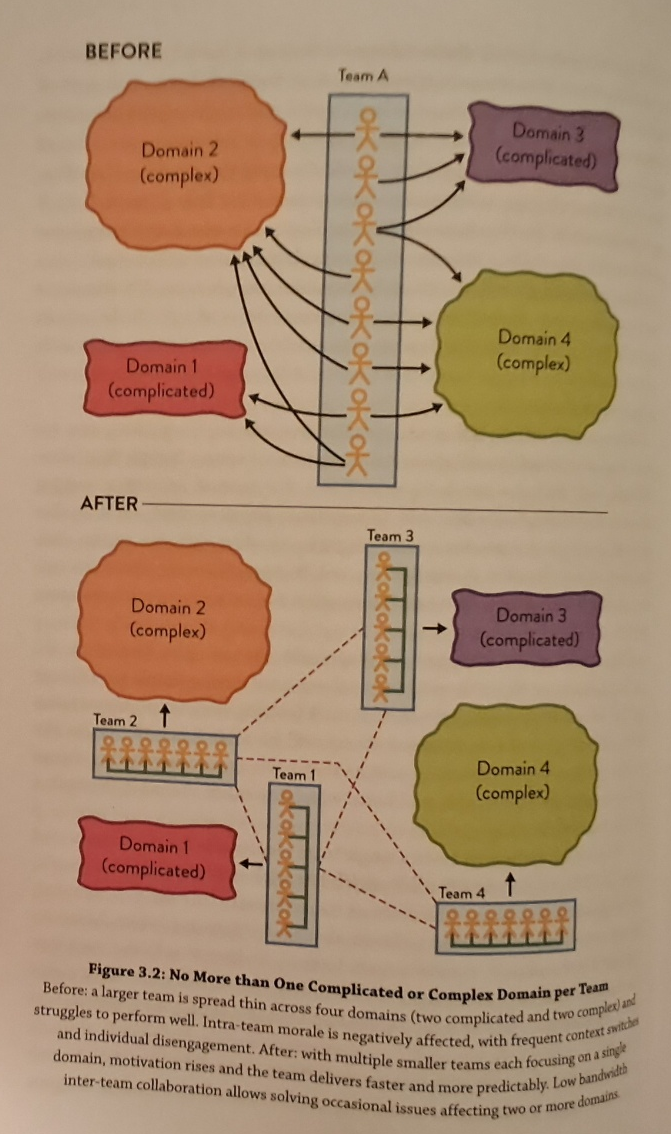 BEFORE
Team A
Domain 2
(complex)
Domain 3
(complicated)
Domain 4
(complex)
Domain 1
(complicated)
AFTER
Team 3
Domain 2
(complex)
Domain 3
(complicated)
Team 2
Domain 4
(complex)
Team 1
Domain 1
(complicated)
Team 4
Figure 3.2: No More than One Complicated or Complex Domain per Team
Before: a larger team is spread thin across four domains (two complicated and two complex) and
struggles to perform well. Intra-team morale is negatively affected, with frequent context switches
and individual disengagement. After: with multiple smaller teams each focusing on a single
domain, motivation rises and the team delivers faster and more predictably. Low bandwidth
inter-team collaboration allows solving occasional issues affecting two or more domains.